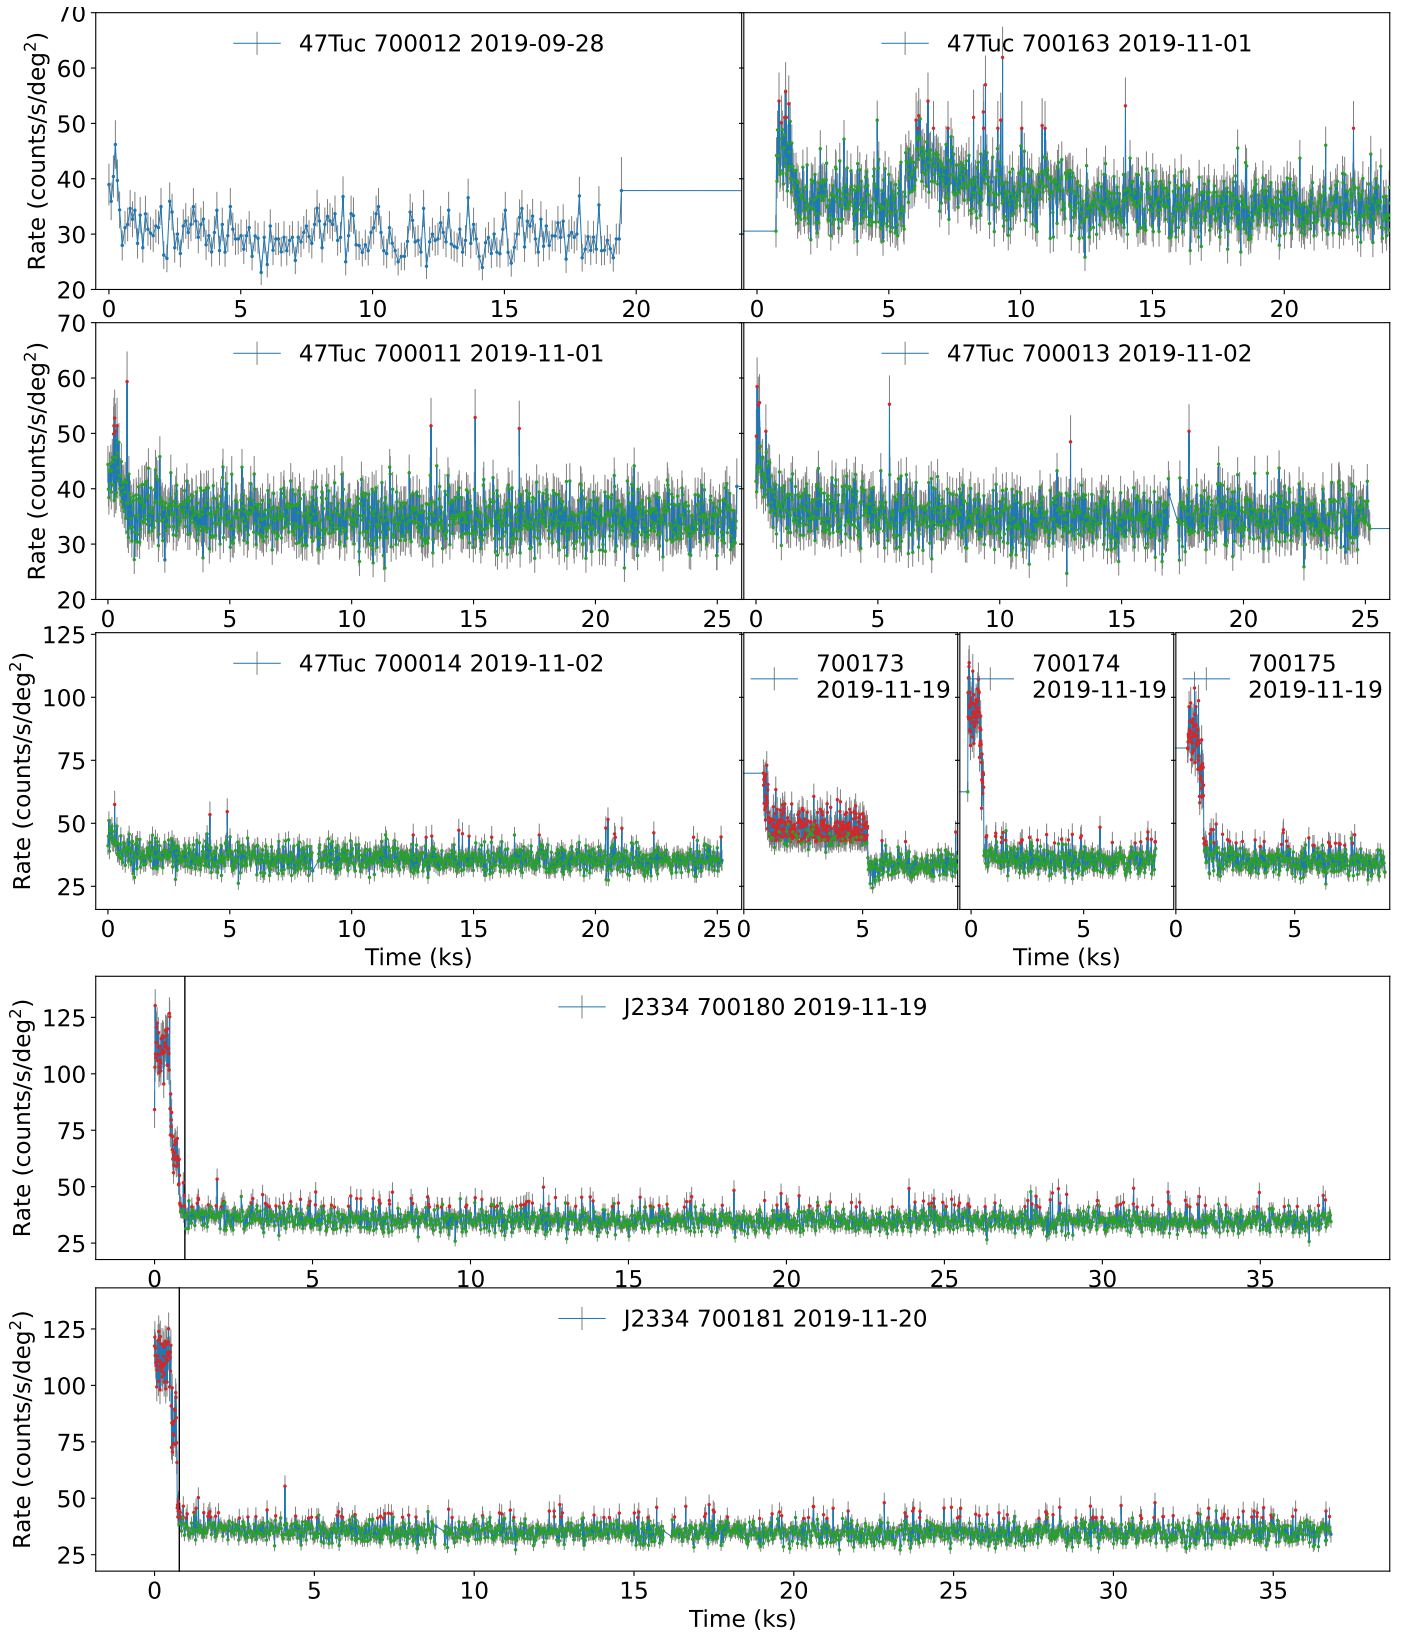 70
60
50
40
30
20
Rate (counts/s/deg²)
47Tuc 700012 2019-09-28
47Tuc 700163 2019-11-01
0 5 10 15 20
0 5 10 15 20
70
60
50
40
30
20
Rate (counts/s/deg²)
47Tuc 700011 2019-11-01
47Tuc 700013 2019-11-02
0 5 10 15 20 25
0 5 10 15 20 25
125
100
75
50
25
Rate (counts/s/deg²)
47Tuc 700014 2019-11-02
700173
2019-11-19
700174
2019-11-19
700175
2019-11-19
0 5 10 15 20 25
0 5
0 5
0 5
Time (ks)
Time (ks)
125
100
75
50
25
Rate (counts/s/deg²)
J2334 700180 2019-11-19
0 5 10 15 20 25 30 35
125
100
75
50
25
Rate (counts/s/deg²)
J2334 700181 2019-11-20
0 5 10 15 20 25 30 35
Time (ks)